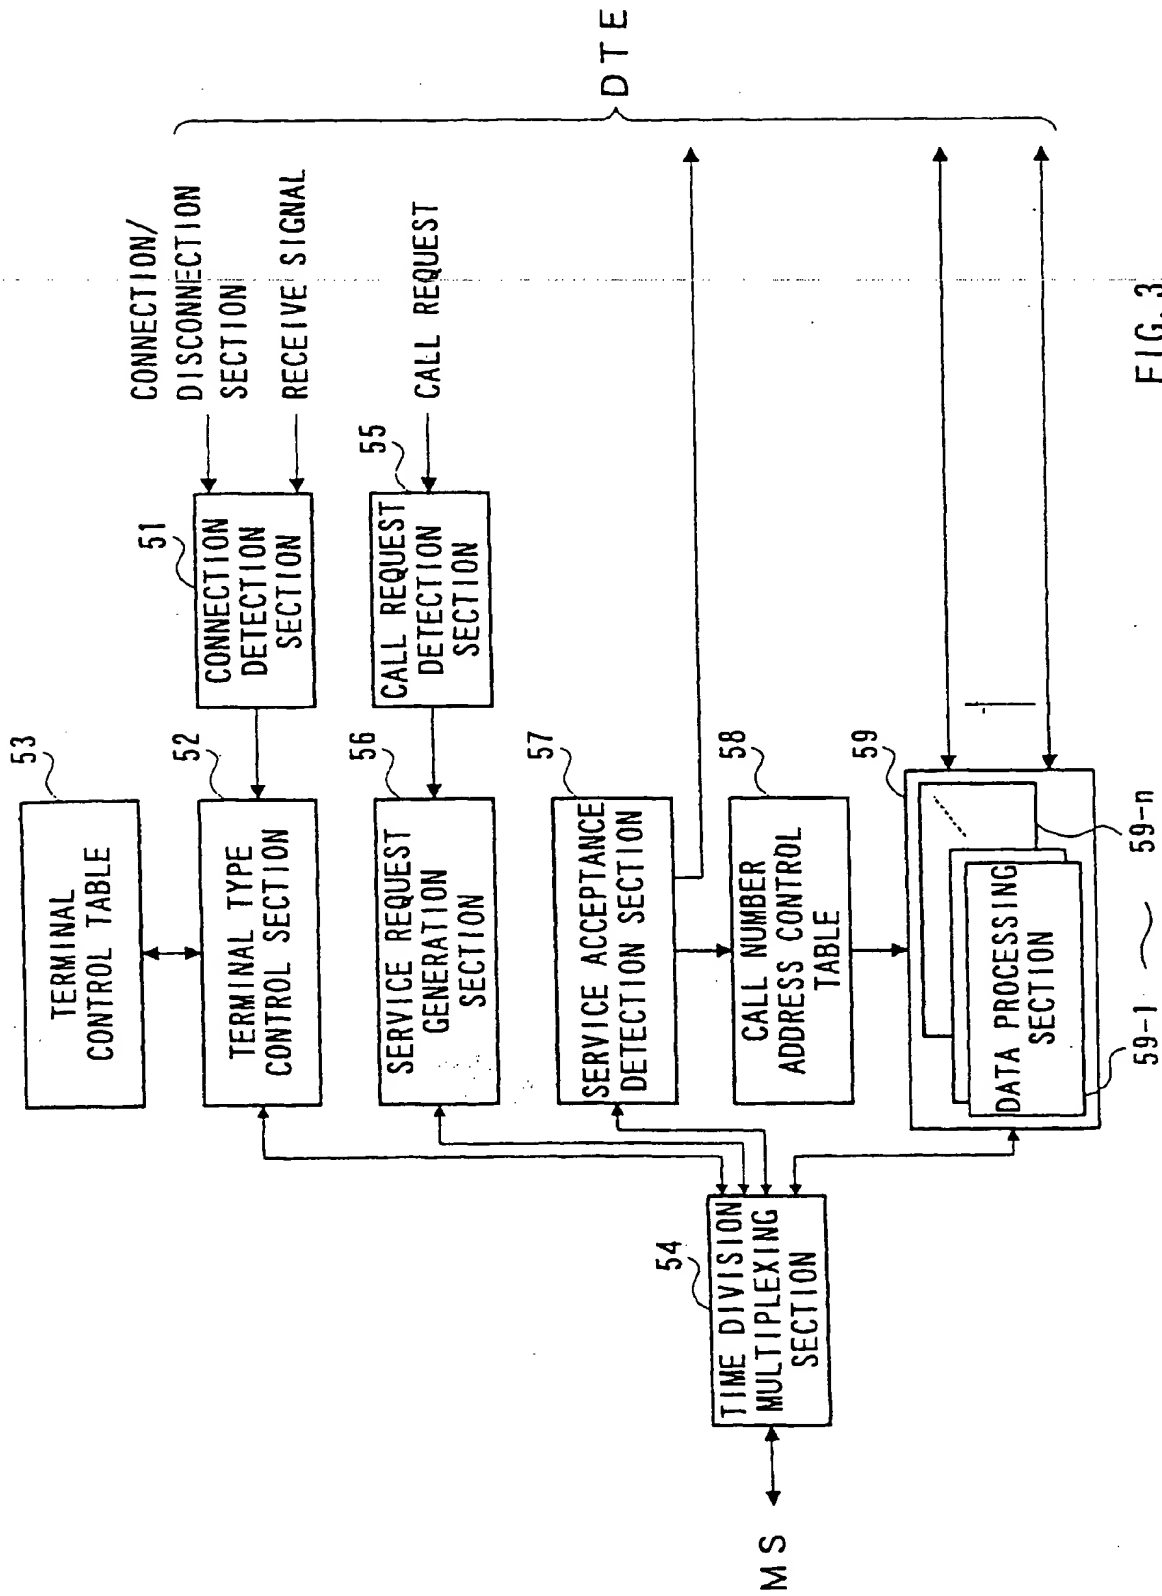 53
TERMINAL
CONTROL TABLE
52
TERMINAL TYPE
CONTROL SECTION
51
CONNECTION
DETECTION
SECTION
CONNECTION/
DISCONNECTION
SECTION
RECEIVE SIGNAL
56
SERVICE REQUEST
GENERATION
SECTION
55
CALL REQUEST
DETECTION
SECTION
CALL REQUEST
57
SERVICE ACCEPTANCE
DETECTION SECTION
DTE
54
TIME DIVISION
MULTIPLEXING
SECTION
MS
58
CALL NUMBER
ADDRESS CONTROL
TABLE
59
DATA PROCESSING
SECTION
59-1 ~ 59-n
FIG.3